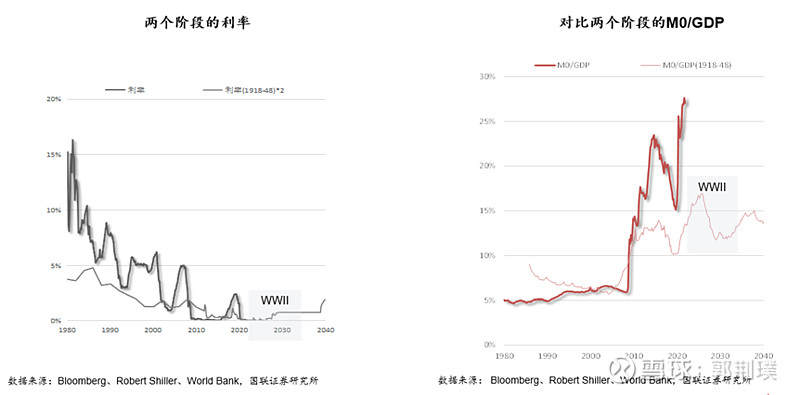 两个阶段的利率
利率 利率(1918-48)*2
20%
15%
10%
5%
0%
WWII
1980 1990 2000 2010 2020 2030 2040
数据来源：Bloomberg、Robert Shiller、World Bank，国联证券研究所
对比两个阶段的M0/GDP
M0/GDP M0/GDP(1918-48)
30%
25%
20%
15%
10%
5%
0%
WWII
1980 1990 2000 2010 2020 2030 2040
数据来源： Bloomberg、Robert Shiller、World Bank，国联证券研究所
雪球：郭荆璞